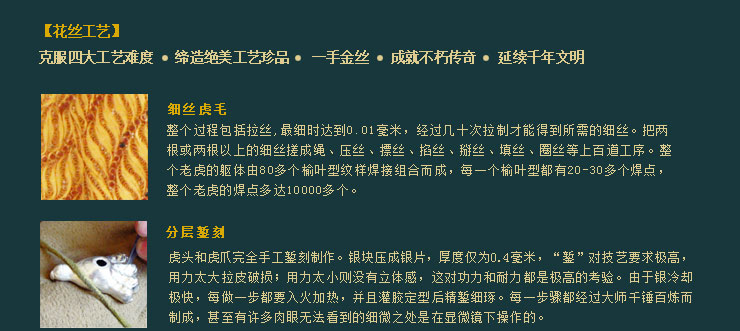 【花丝工艺】
克服四大工艺难度 ● 缔造绝美工艺珍品 ● 一手金丝 ● 成就不朽传奇 ● 延续千年文明
细丝虎毛
整个过程包括拉丝,最细时达到0.01毫米，经过几十次拉制才能得到所需的细丝。把两
根或两根以上的细丝搓成绳、压丝、摽丝、掐丝、掰丝、填丝、圈丝等上百道工序。整
个老虎的躯体由80多个榆叶型纹样焊接组合而成，每一个榆叶型都有20-30多个焊点，
整个老虎的焊点多达10000多个。
分层錾刻
虎头和虎爪完全手工錾刻制作。银块压成银片，厚度仅为0.4毫米，“錾”对技艺要求极高，
用力太大拉皮破损；用力太小则没有立体感，这对功力和耐力都是极高的考验。由于银冷却
极快，每做一步都要入火加热，并且灌胶定型后精錾细琢。每一步骤都经过大师千锤百炼而
制成，甚至有许多肉眼无法看到的细微之处是在显微镜下操作的。